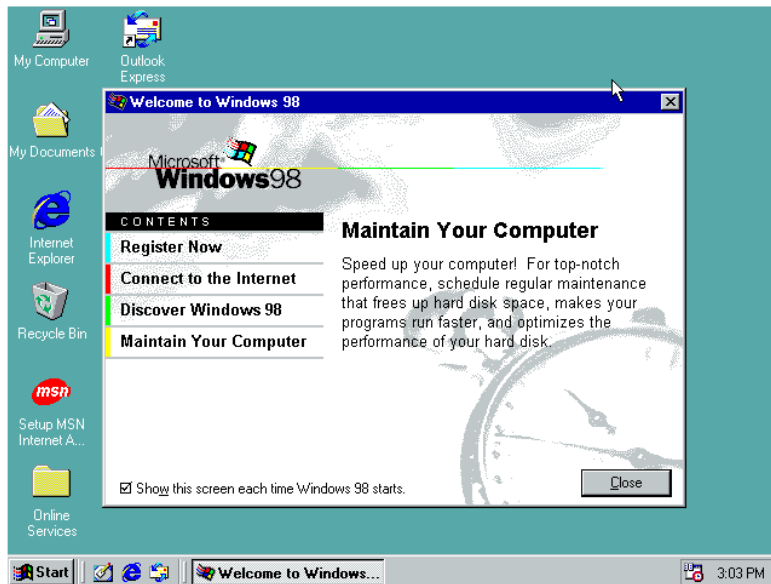 My Computer
Outlook
Express
My Documents
Internet
Explorer
Recycle Bin
msn
Setup MSN
Internet A...
Online
Services
Welcome to Windows 98
Microsoft
Windows98
CONTENTS
Register Now
Connect to the Internet
Discover Windows 98
Maintain Your Computer
Maintain Your Computer
Speed up your computer! For top-notch
performance, schedule regular maintenance
that frees up hard disk space, makes your
programs run faster, and optimizes the
performance of your hard disk.
Show this screen each time Windows 98 starts.
Close
Start
Welcome to Windows...
3:03 PM